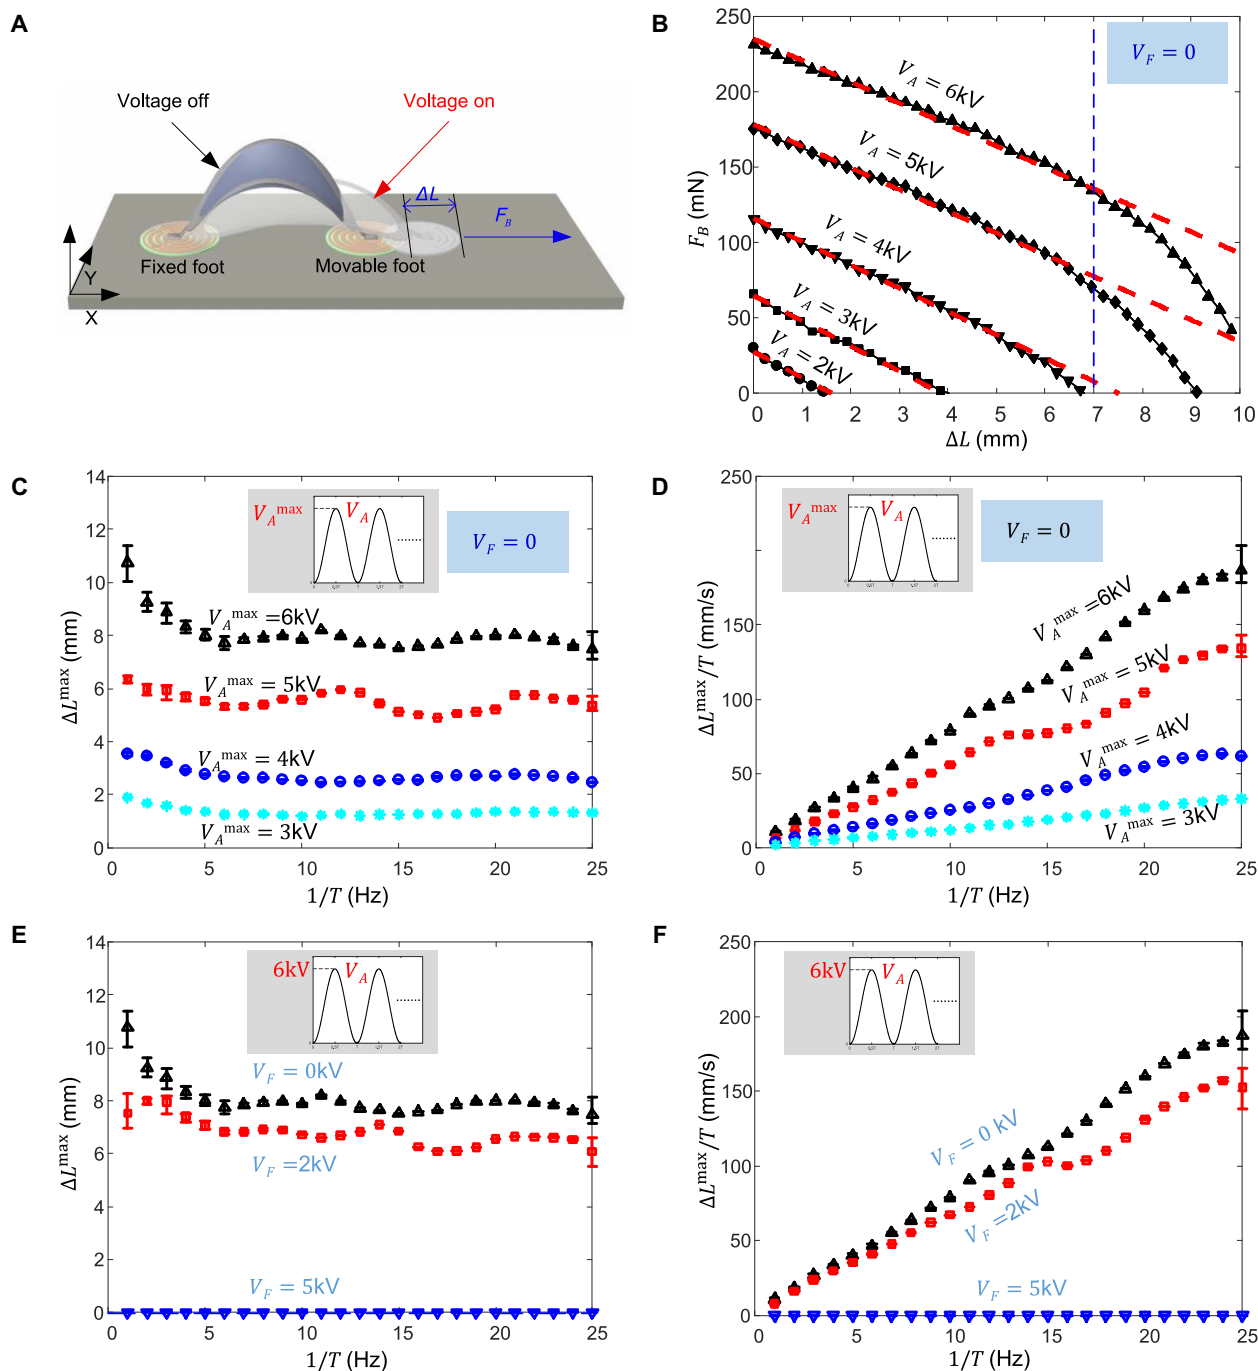 A
Voltage off
Voltage on
ΔL
F_B
Fixed foot
Movable foot
Y
X
B
V_F = 0
V_A = 6kV
V_A = 5kV
V_A = 4kV
V_A = 3kV
V_A = 2kV
F_B (mN)
250
200
150
100
50
0
0 1 2 3 4 5 6 7 8 9 10
ΔL (mm)
C
V_A^max
V_A
V_F = 0
V_A^max =6kV
V_A^max = 5kV
V_A^max = 4kV
V_A^max = 3kV
ΔL^max (mm)
14
12
10
8
6
4
2
0
0 5 10 15 20 25
1/T (Hz)
D
V_A^max
V_A
V_F = 0
V_A^max =6kV
V_A^max = 5kV
V_A^max = 4kV
V_A^max = 3kV
ΔL^max/T (mm/s)
250
200
150
100
50
0
0 5 10 15 20 25
1/T (Hz)
E
6kV
V_A
V_F = 0kV
V_F =2kV
V_F = 5kV
ΔL^max (mm)
14
12
10
8
6
4
2
0
0 5 10 15 20 25
1/T (Hz)
F
6kV
V_A
V_F = 0 kV
V_F =2kV
V_F = 5kV
ΔL^max/T (mm/s)
250
200
150
100
50
0
0 5 10 15 20 25
1/T (Hz)